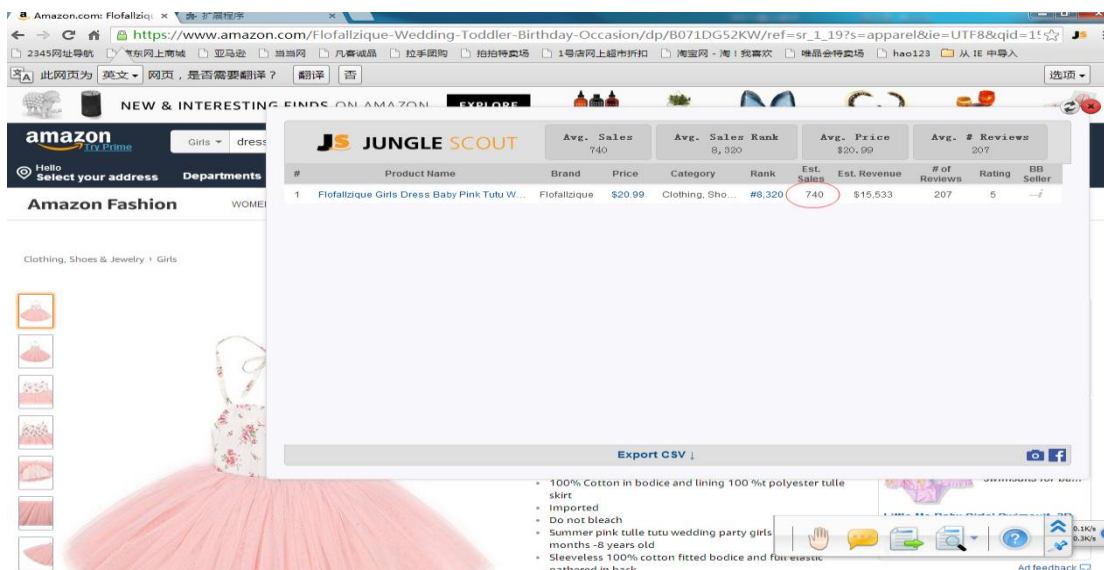 Amazon.com: Flofallziqu × 扩展程序 ×
https://www.amazon.com/Flofallzique-Wedding-Toddler-Birthday-Occasion/dp/B071DG52KW/ref=sr_1_19?s=apparel&ie=UTF8&qid=15 JS
2345网址导航 京东网上商城 亚马逊 当当网 凡客诚品 拉手团购 拍拍特卖场 1号店网上超市折扣 淘宝网 - 淘!我喜欢 唯品会特卖场 hao123 从 IE 中导入
此网页为 英文 网页,是否需要翻译? 翻译 否 选项
NEW & INTERESTING FINDS ON AMAZON EXPLORE
amazon
Try Prime
Girls dress
Hello
Select your address
Departments
Amazon Fashion
Clothing, Shoes & Jewelry › Girls
JS JUNGLE SCOUT
Avg. Sales
740
Avg. Sales Rank
8,320
Avg. Price
$20.99
Avg. # Reviews
207
# Product Name Brand Price Category Rank Est. Sales Est. Revenue # of Reviews Rating BB Seller
1 Flofallzique Girls Dress Baby Pink Tutu W... Flofallzique $20.99 Clothing, Sho... #8,320 740 $15,533 207 5 —i
Export CSV ↓
• 100% Cotton in bodice and lining 100 %t polyester tulle
skirt
• Imported
• Do not bleach
• Summer pink tulle tutu wedding party girls
months -8 years old
• Sleeveless 100% cotton fitted bodice and full elastic
gathered in back
0.1K/s
0.3K/s
Ad feedback